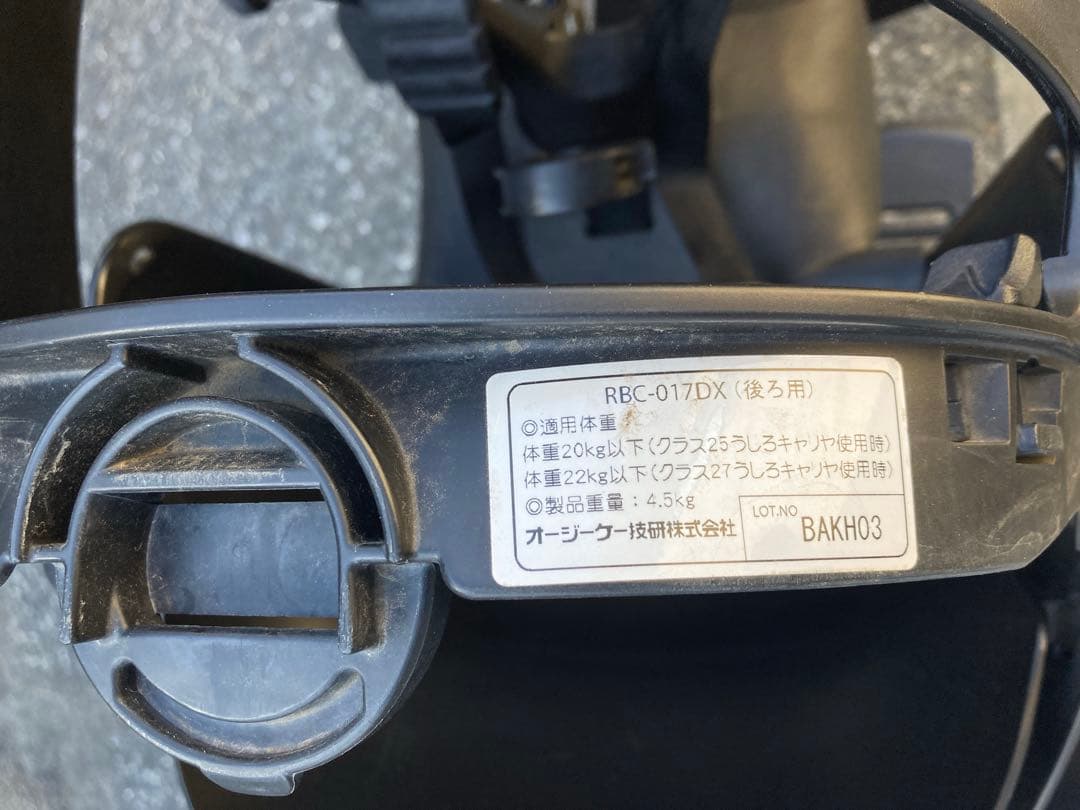 RBC-017DX(後ろ用)
◎適用体重
体重20kg以下(クラス25うしろキャリヤ使用時)
体重22kg以下(クラス27うしろキャリヤ使用時)
◎製品重量：4.5kg
オージーケー技研株式会社
LOT.NO
BAKH03